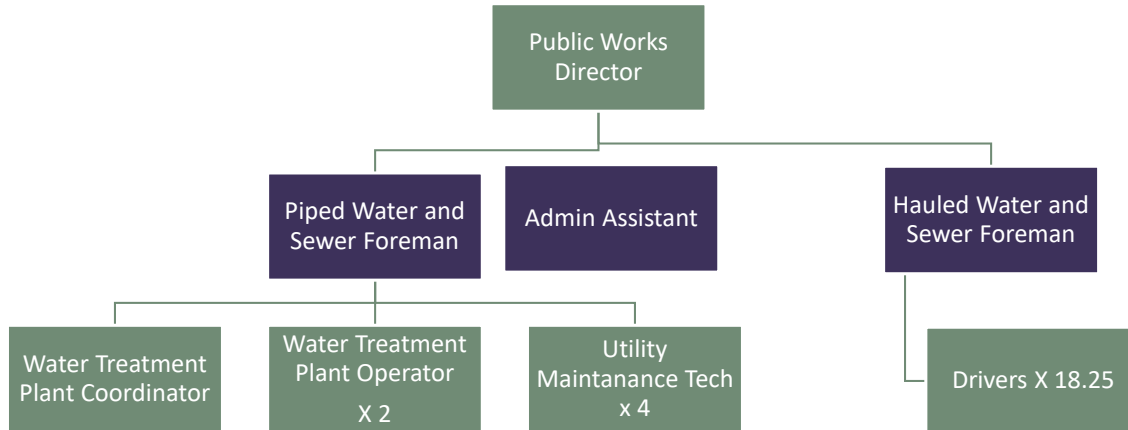 Public Works
Director
Piped Water and
Sewer Foreman
Admin Assistant
Hauled Water and
Sewer Foreman
Water Treatment
Plant Coordinator
Water Treatment
Plant Operator
X 2
Utility
Maintanance Tech
x 4
Drivers X 18.25